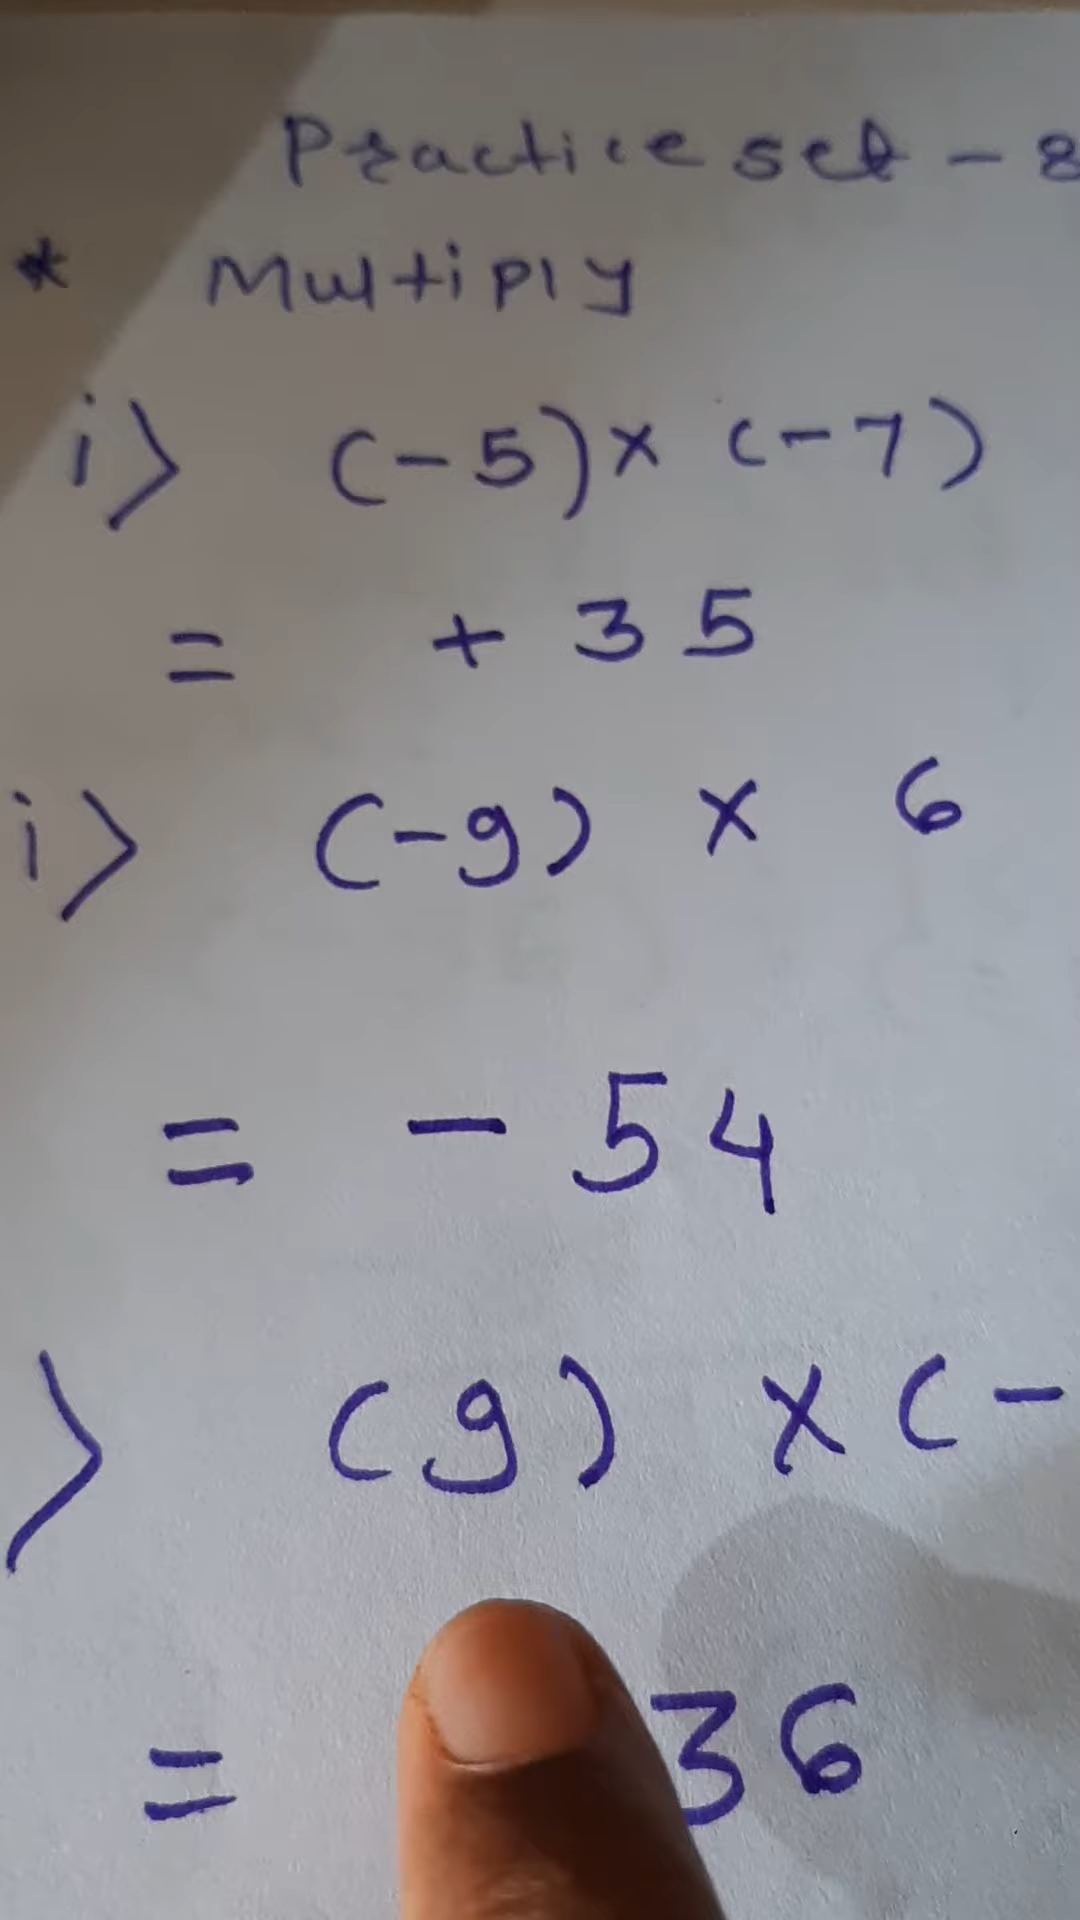 Practice set - 8
* Multiply
i> (-5) × (-7)
= + 35
i> (-9) × 6
= - 54
> (9) × (-
= 36